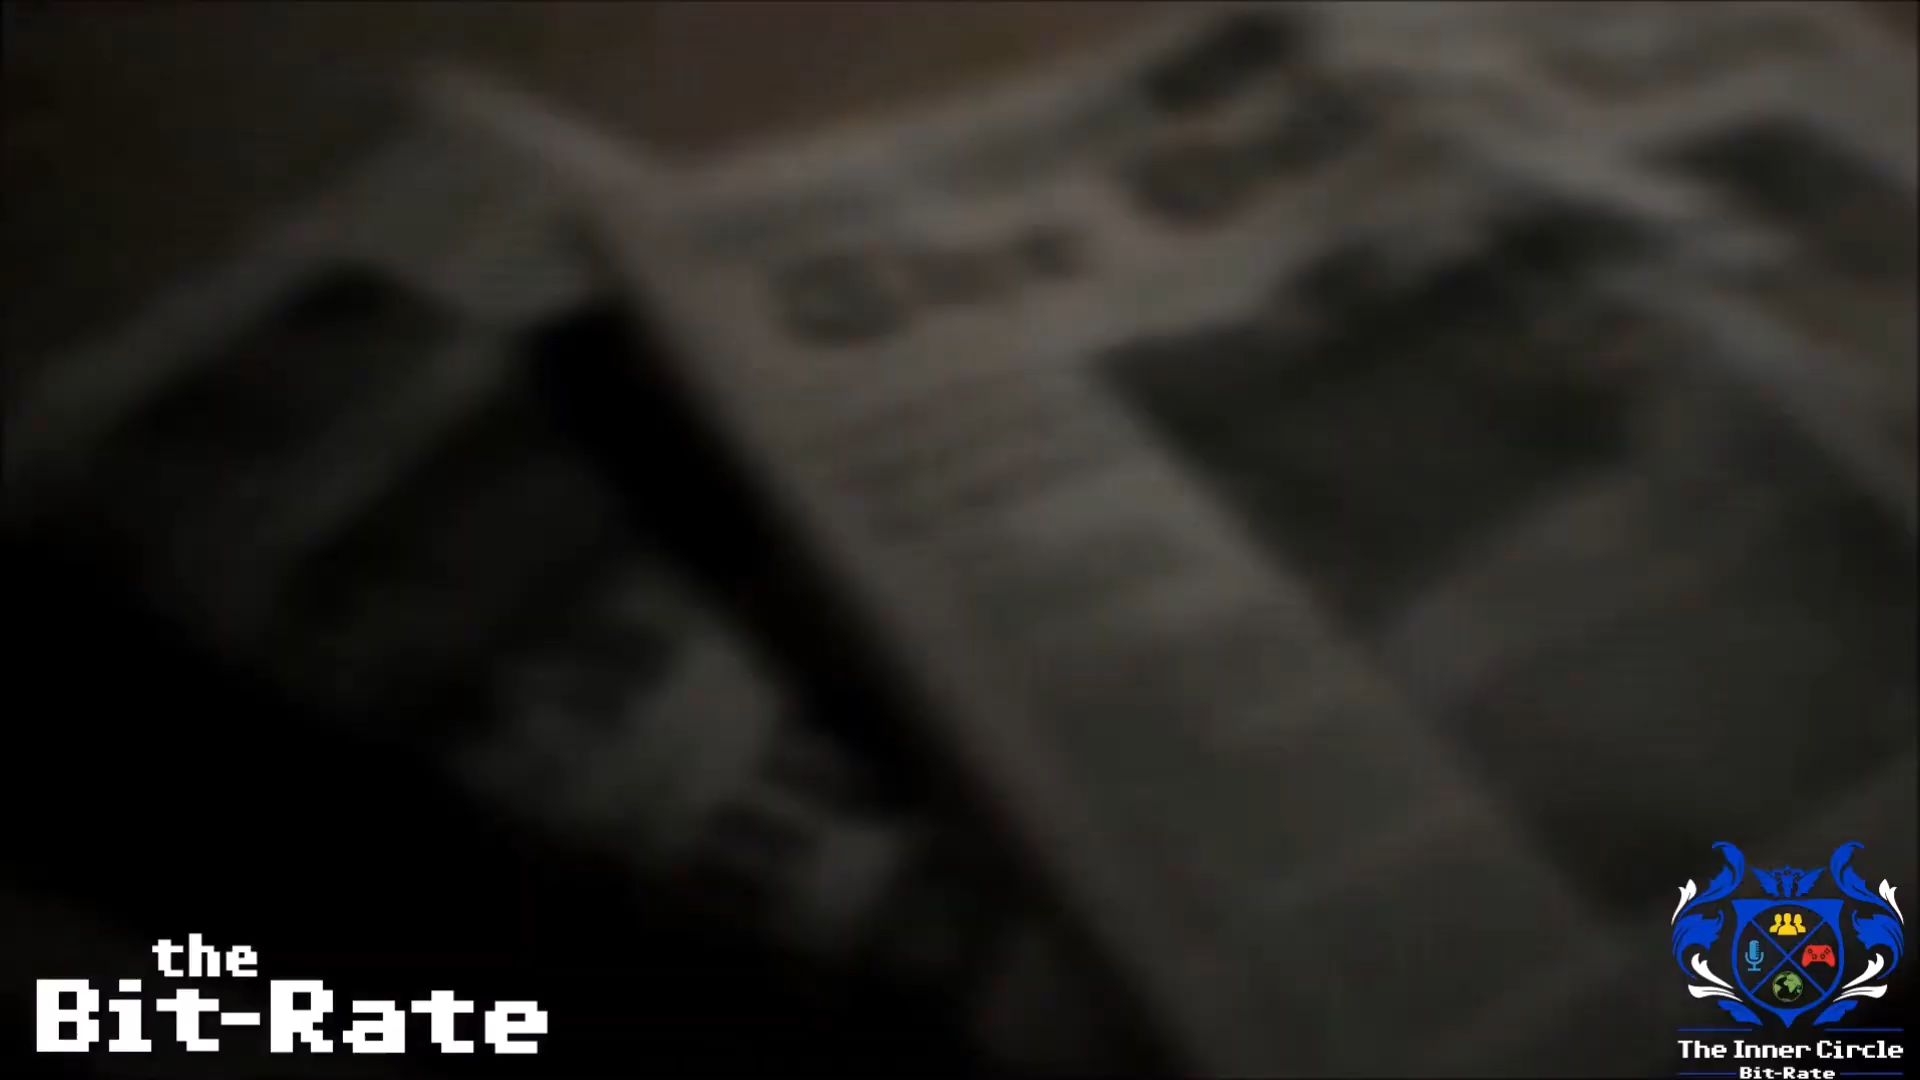 the
Bit-Rate
The Inner Circle
Bit-Rate